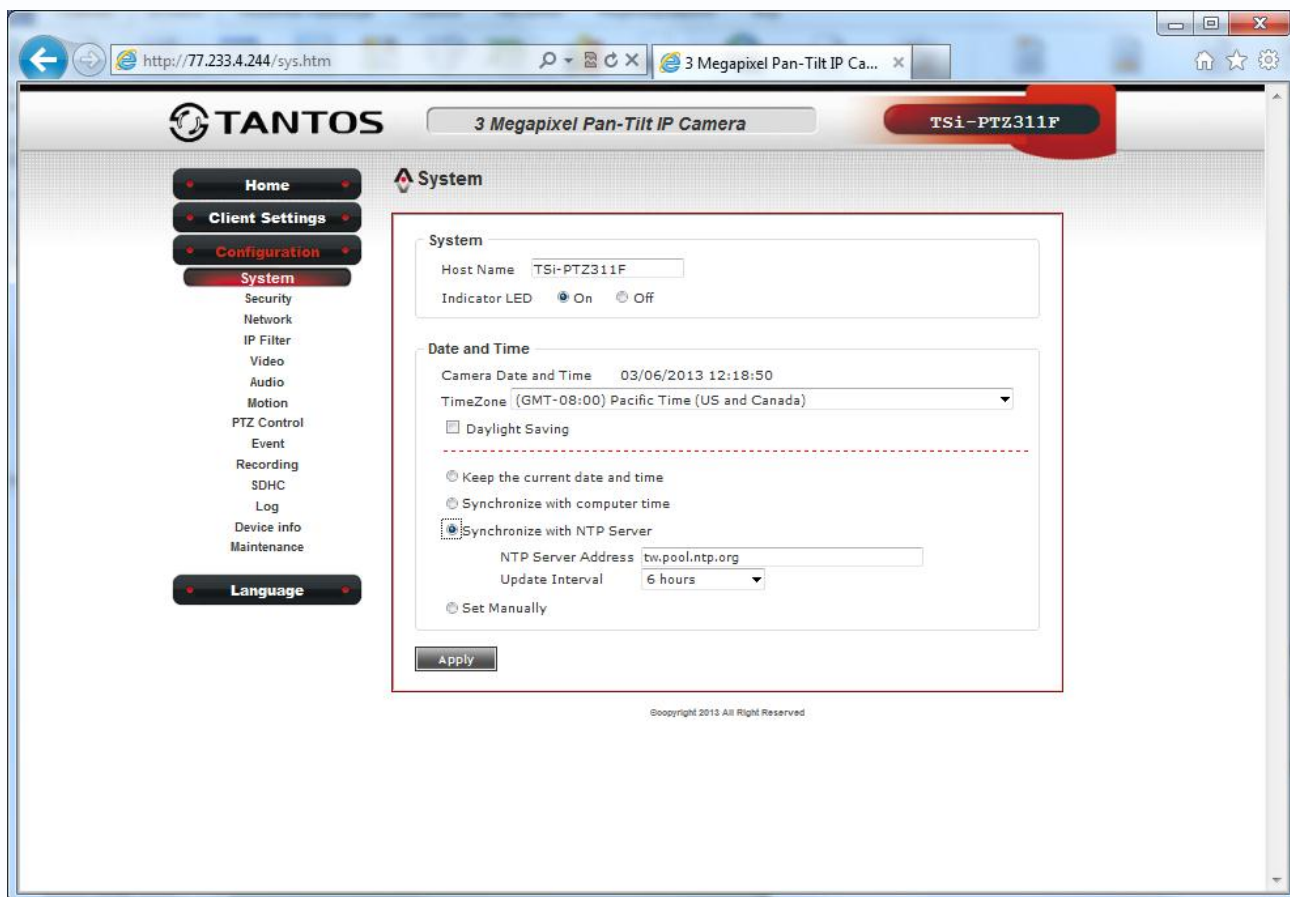 http://77.233.4.244/sys.htm
3 Megapixel Pan-Tilt IP Ca...
TANTOS
3 Megapixel Pan-Tilt IP Camera
TSi-PTZ311F
Home
Client Settings
Configuration
System
Security
Network
IP Filter
Video
Audio
Motion
PTZ Control
Event
Recording
SDHC
Log
Device info
Maintenance
Language
System
System
Host Name TSi-PTZ311F
Indicator LED On Off
Date and Time
Camera Date and Time 03/06/2013 12:18:50
TimeZone (GMT-08:00) Pacific Time (US and Canada)
Daylight Saving
Keep the current date and time
Synchronize with computer time
Synchronize with NTP Server
NTP Server Address tw.pool.ntp.org
Update Interval 6 hours
Set Manually
Apply
©oopyright 2013 All Right Reserved